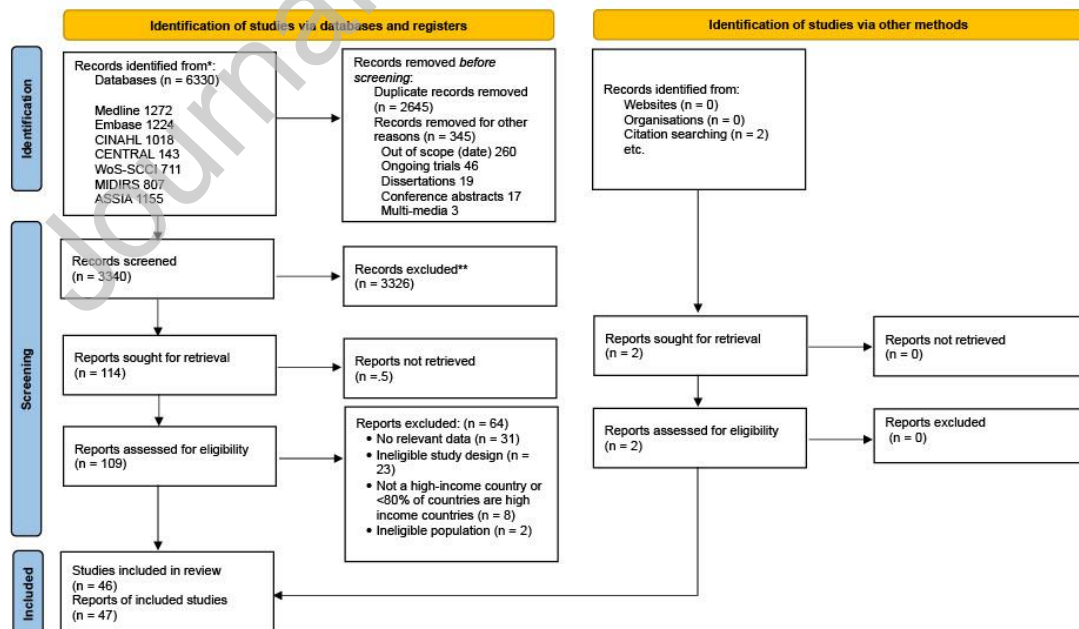 Identification of studies via databases and registers
Identification of studies via other methods
Identification
Records identified from*:
Databases (n = 6330)
Medline 1272
Embase 1224
CINAHL 1018
CENTRAL 143
WoS-SCCI 711
MIDIRS 807
ASSIA 1155
Records removed before
screening:
Duplicate records removed
(n = 2645)
Records removed for other
reasons (n = 345)
Out of scope (date) 260
Ongoing trials 46
Dissertations 19
Conference abstracts 17
Multi-media 3
Records identified from:
Websites (n = 0)
Organisations (n = 0)
Citation searching (n = 2)
etc.
Screening
Records screened
(n = 3340)
Records excluded**
(n = 3326)
Reports sought for retrieval
(n = 114)
Reports not retrieved
(n =.5)
Reports sought for retrieval
(n = 2)
Reports not retrieved
(n = 0)
Reports assessed for eligibility
(n = 109)
Reports excluded: (n = 64)
• No relevant data (n = 31)
• Ineligible study design (n =
23)
• Not a high-income country or
<80% of countries are high
income countries (n = 8)
• Ineligible population (n = 2)
Reports assessed for eligibility
(n = 2)
Reports excluded
(n = 0)
Included
Studies included in review
(n = 46)
Reports of included studies
(n = 47)
Journal